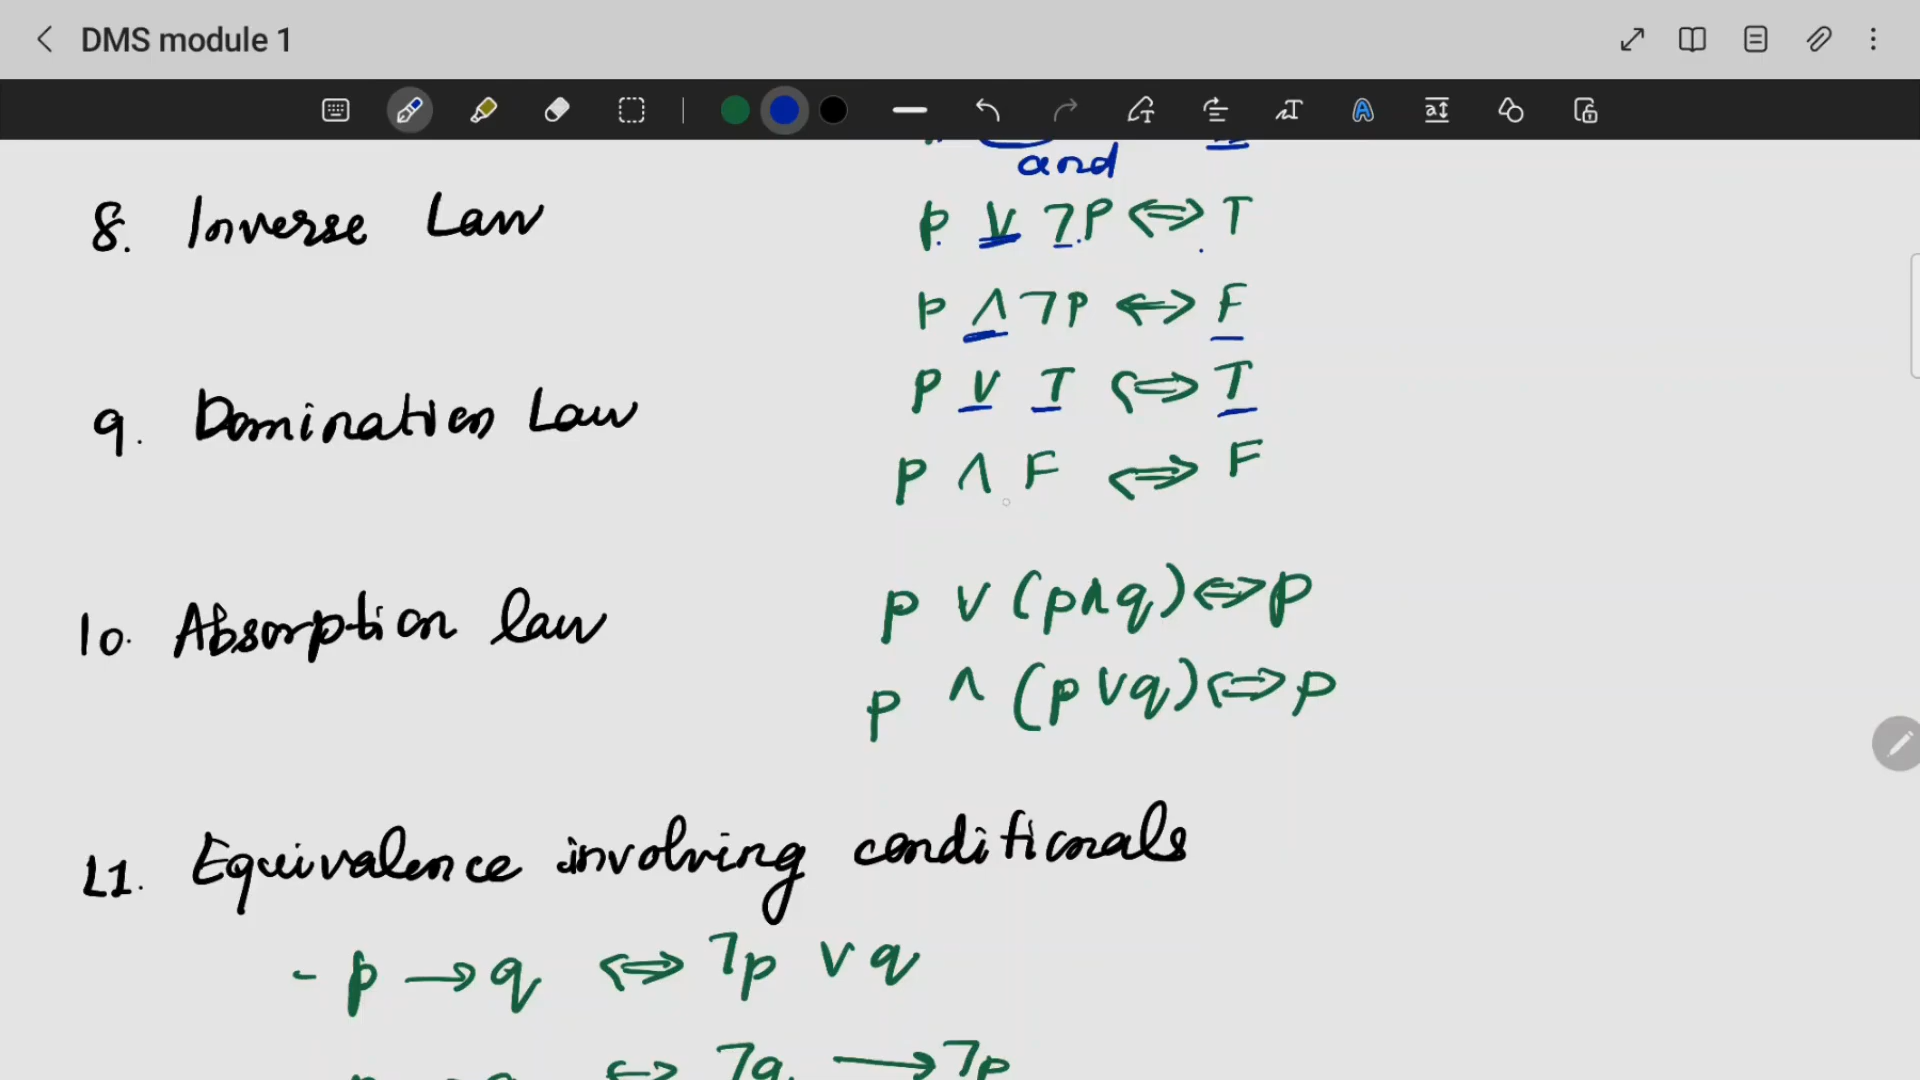 DMS module 1
and
8. Inverse Law p ∨ ¬P ⇔ T
p ∧ ¬P ⇔ F
9. Domination Law p ∨ T ⇔ T
p ∧ F ⇔ F
10. Absorption law p ∨ (p∧q) ⇔ p
p ∧ (p∨q) ⇔ p
11. Equivalence involving conditionals
- p → q ⇔ ¬p ∨ q
⇔ ¬q → ¬p